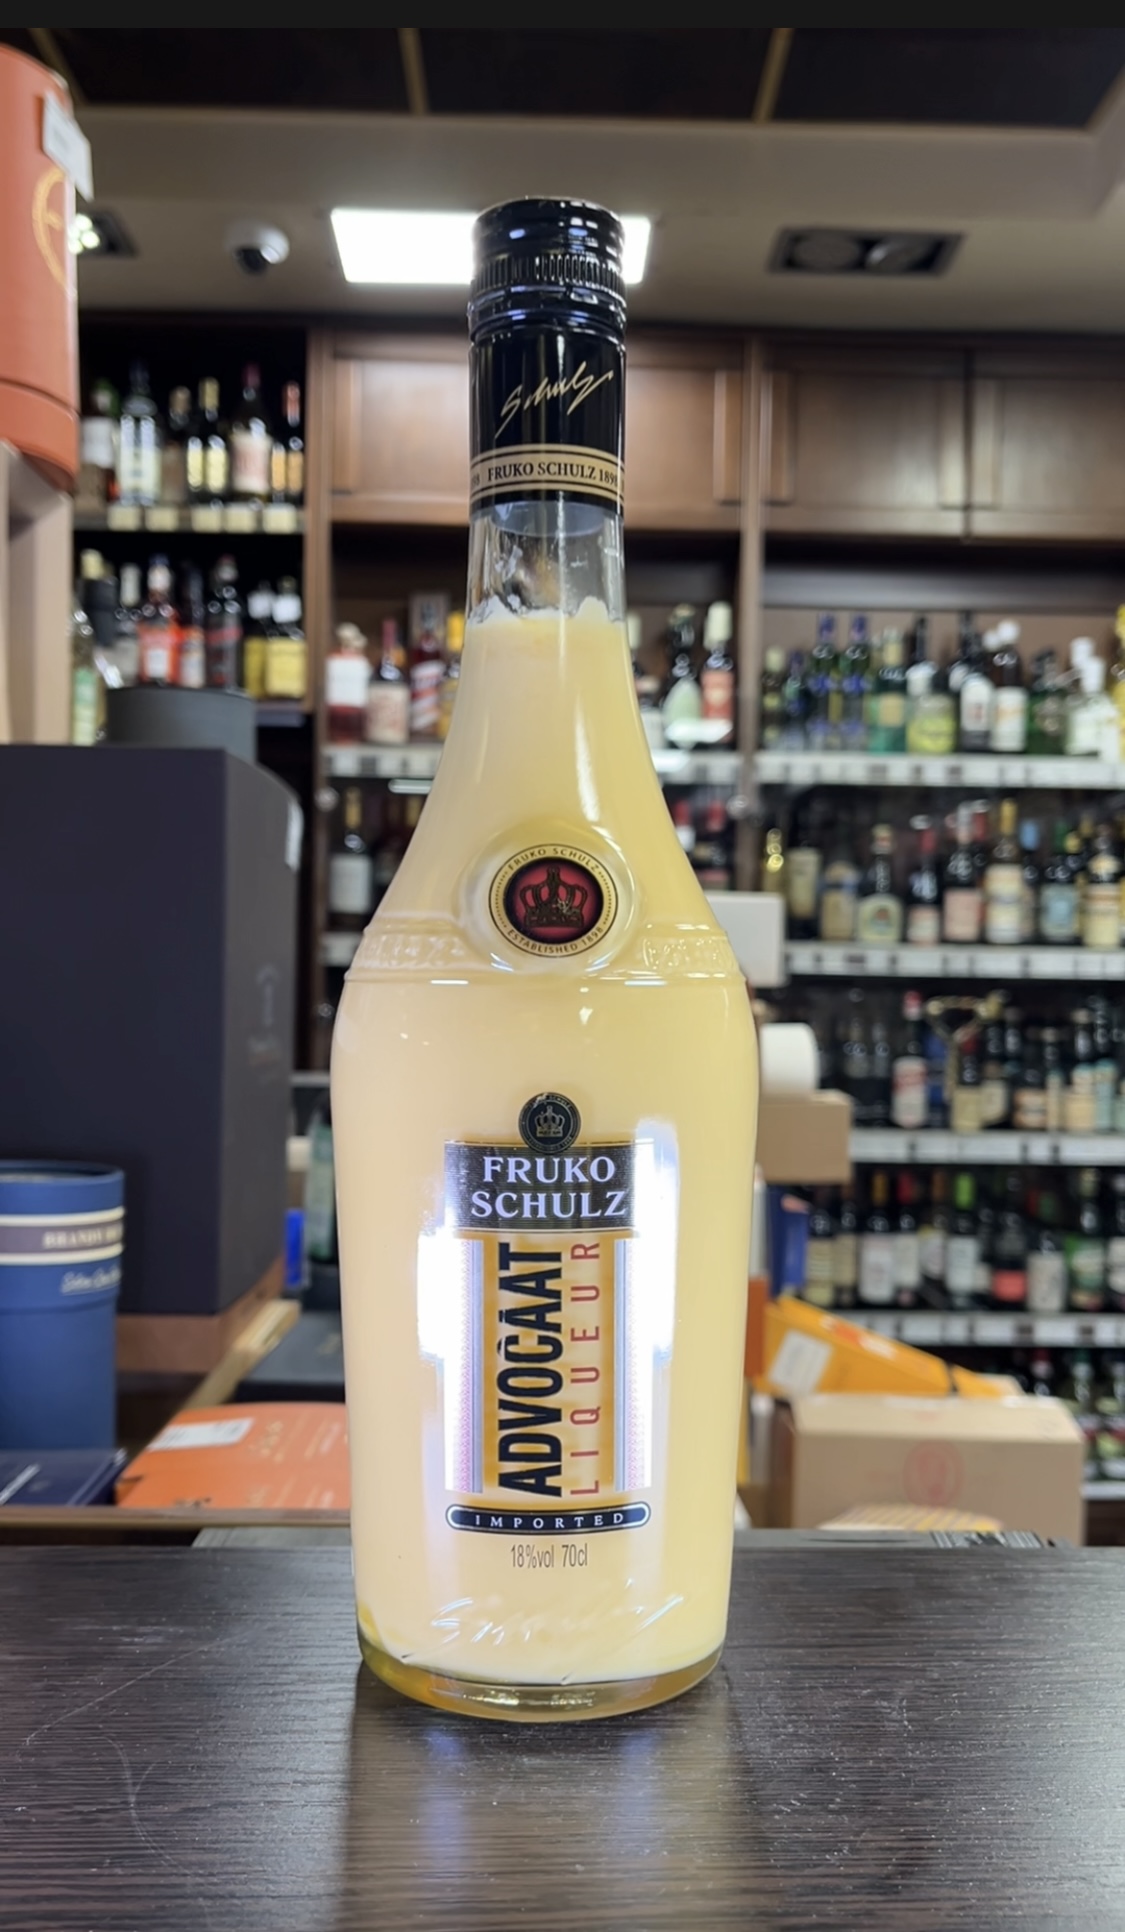 Schulz
FRUKO SCHULZ 1898
FRUKO SCHULZ
ESTABLISHED 1898
FRUKO
SCHULZ
ADVOCAAT
LIQUEUR
IMPORTED
18%vol 70cl